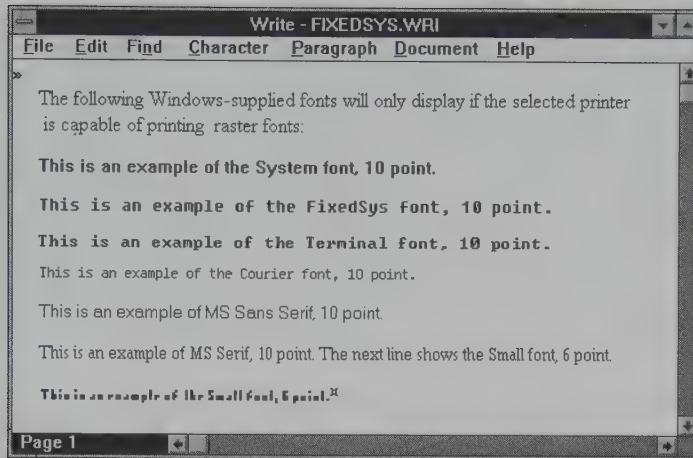 Write - FIXEDSYS.WRI
File Edit Find Character Paragraph Document Help
»
The following Windows-supplied fonts will only display if the selected printer
is capable of printing raster fonts:
This is an example of the System font, 10 point.
This is an example of the FixedSys font, 10 point.
This is an example of the Terminal font, 10 point.
This is an example of the Courier font, 10 point.
This is an example of MS Sans Serif, 10 point.
This is an example of MS Serif, 10 point. The next line shows the Small font, 6 point.
This is an example of the Small font, 6 point.¤
Page 1